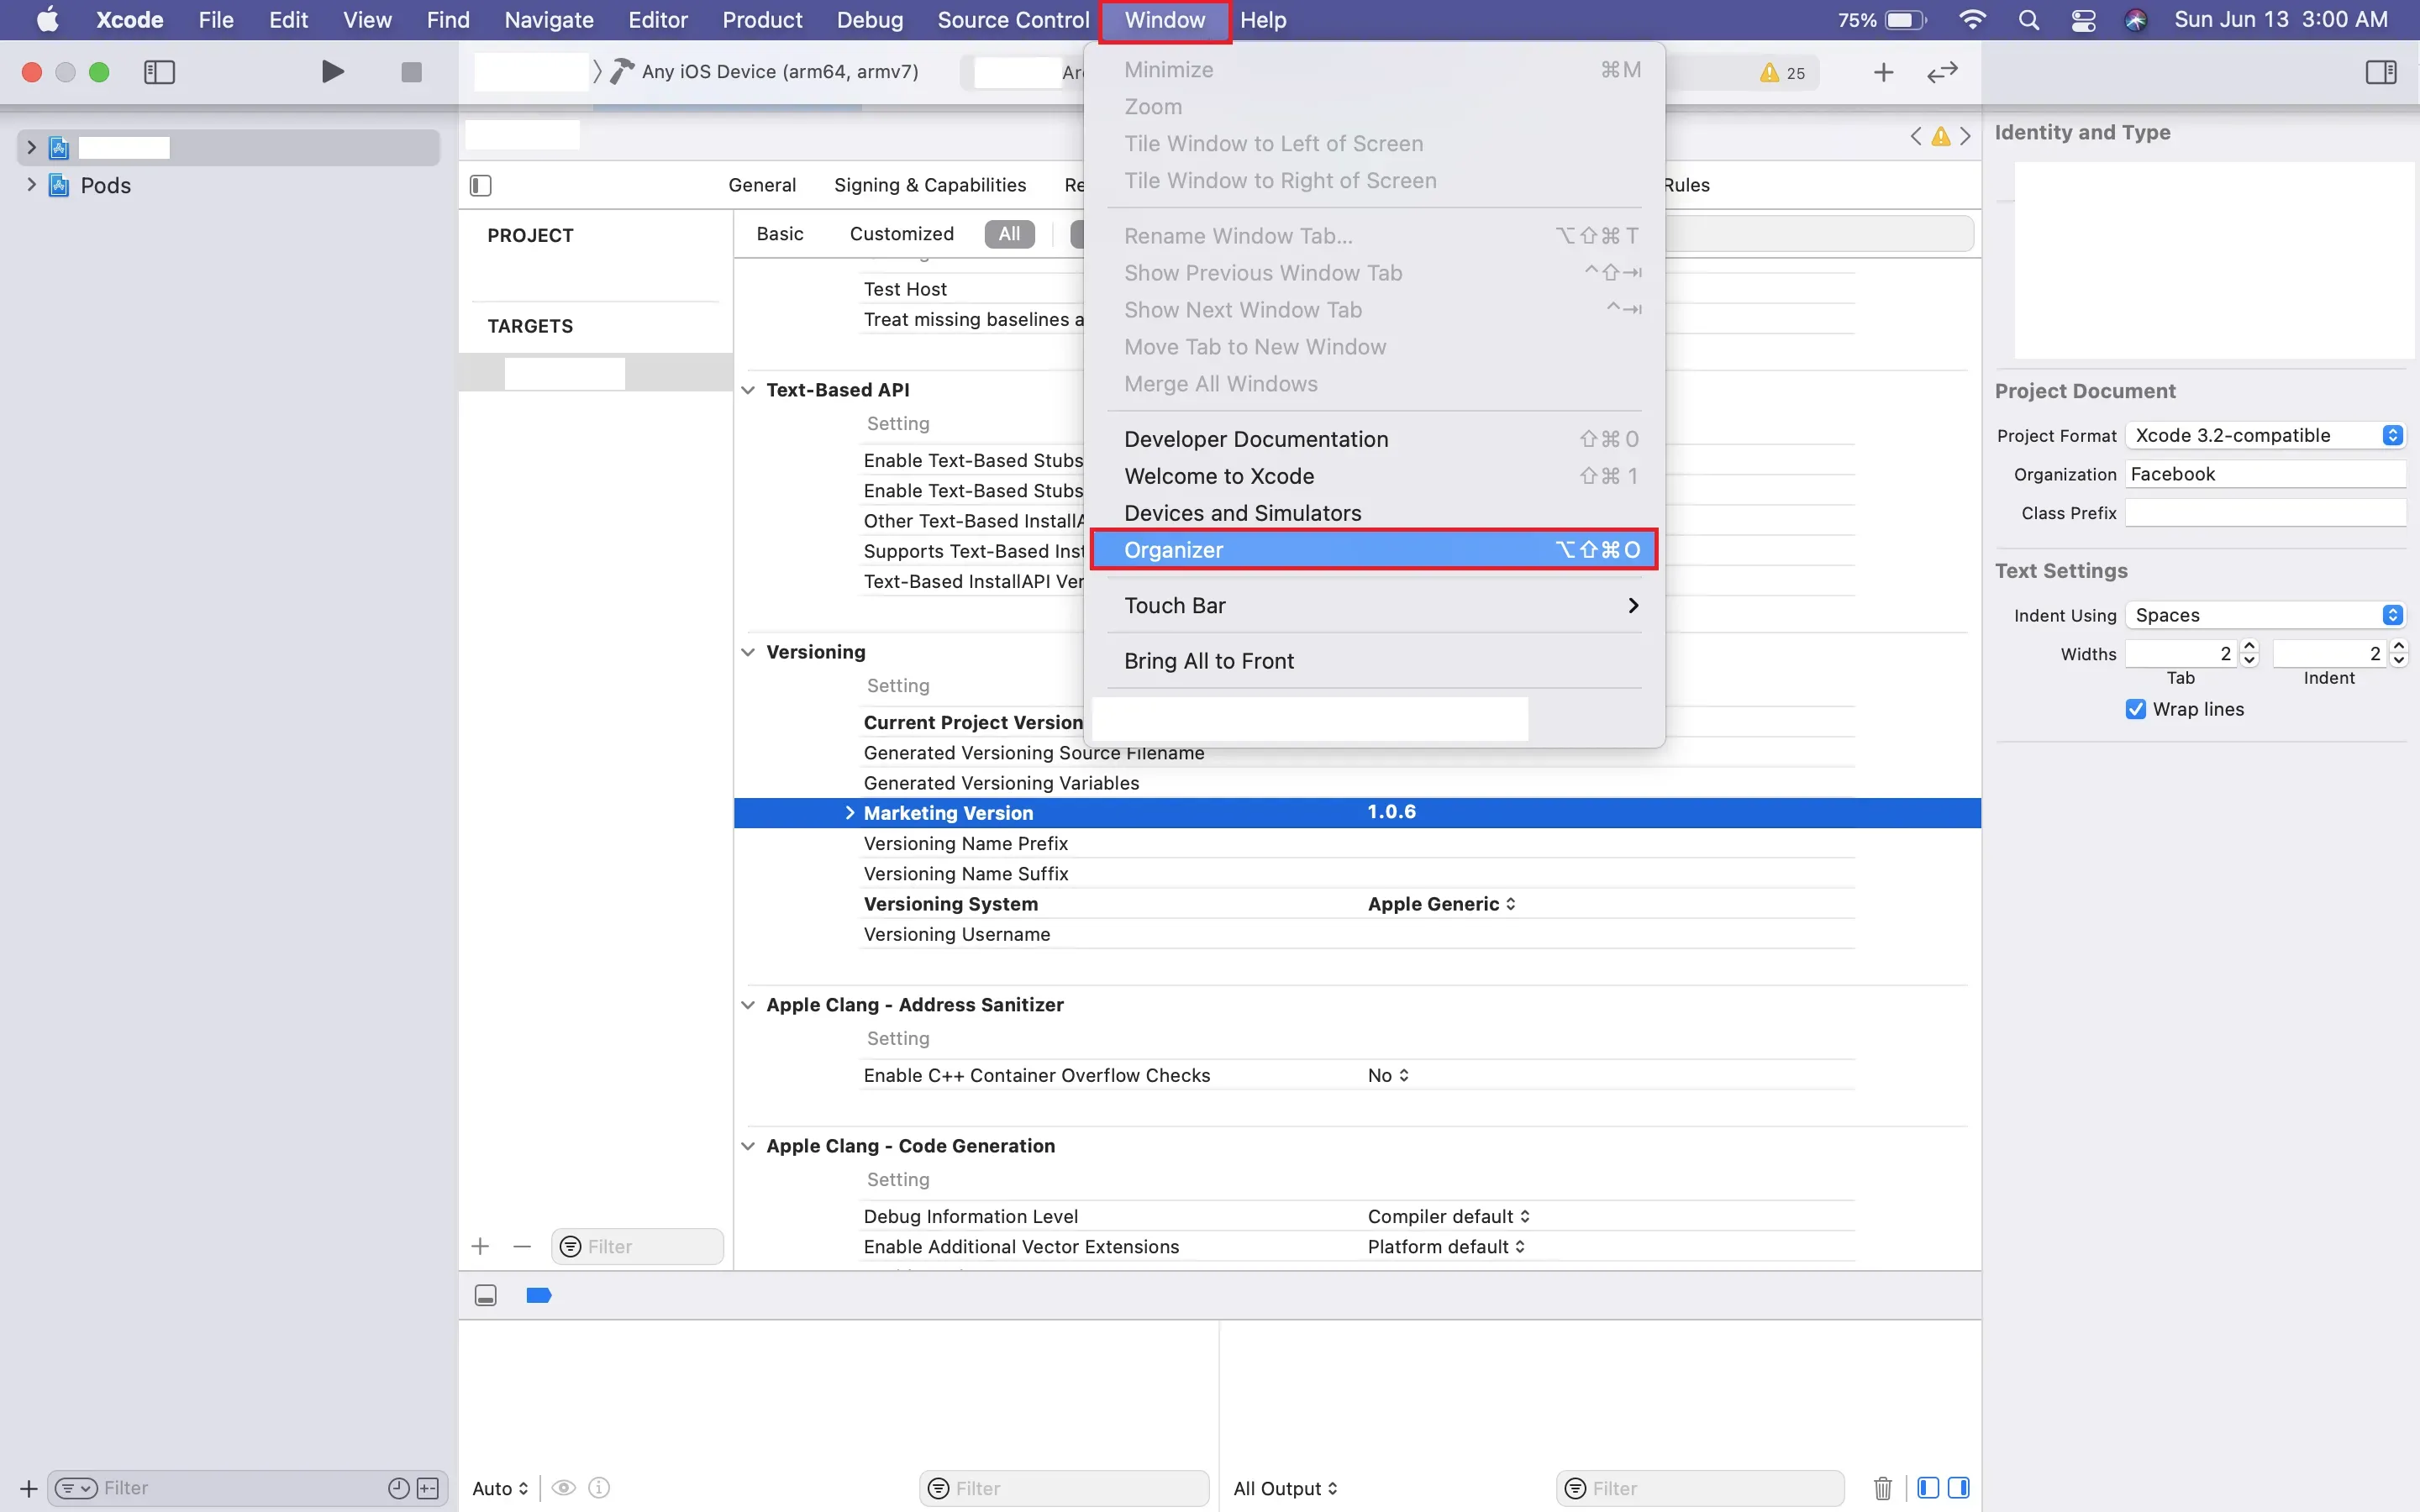 Xcode File Edit View Find Navigate Editor Product Debug Source Control Window Help 75% Sun Jun 13 3:00 AM
Any iOS Device (arm64, armv7)
25
Pods
General Signing & Capabilities Rules
PROJECT
TARGETS
Filter
Basic Customized All
Test Host
Treat missing baselines a
Text-Based API
Setting
Enable Text-Based Stubs
Enable Text-Based Stubs
Other Text-Based InstallA
Supports Text-Based Inst
Text-Based InstallAPI Ver
Versioning
Setting
Current Project Version
Generated Versioning Source Filename
Generated Versioning Variables
Marketing Version 1.0.6
Versioning Name Prefix
Versioning Name Suffix
Versioning System Apple Generic
Versioning Username
Apple Clang - Address Sanitizer
Setting
Enable C++ Container Overflow Checks No
Apple Clang - Code Generation
Setting
Debug Information Level Compiler default
Enable Additional Vector Extensions Platform default
Minimize ⌘M
Zoom
Tile Window to Left of Screen
Tile Window to Right of Screen
Rename Window Tab... ⌥⇧⌘T
Show Previous Window Tab ^⇧⇥
Show Next Window Tab ^⇥
Move Tab to New Window
Merge All Windows
Developer Documentation ⇧⌘0
Welcome to Xcode ⇧⌘1
Devices and Simulators
Organizer ⌥⇧⌘O
Touch Bar
Bring All to Front
Identity and Type
Project Document
Project Format Xcode 3.2-compatible
Organization Facebook
Class Prefix
Text Settings
Indent Using Spaces
Widths 2 2
Tab Indent
Wrap lines
Filter
Auto Filter
All Output Filter